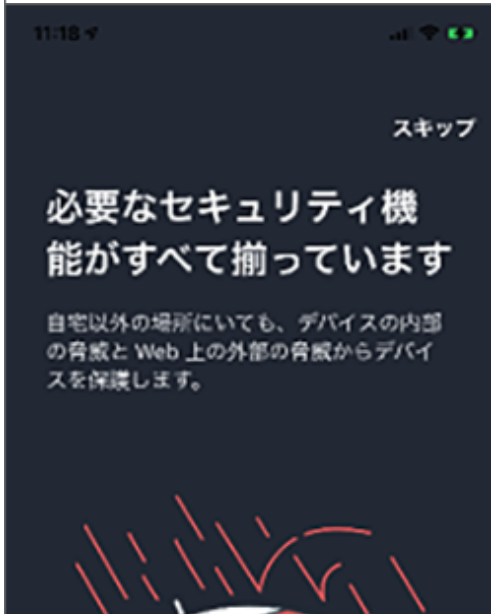 11:18
スキップ
必要なセキュリティ機
能がすべて揃っています
自宅以外の場所にいても、デバイスの内部
の脅威と Web 上の外部の脅威からデバイ
スを保護します。